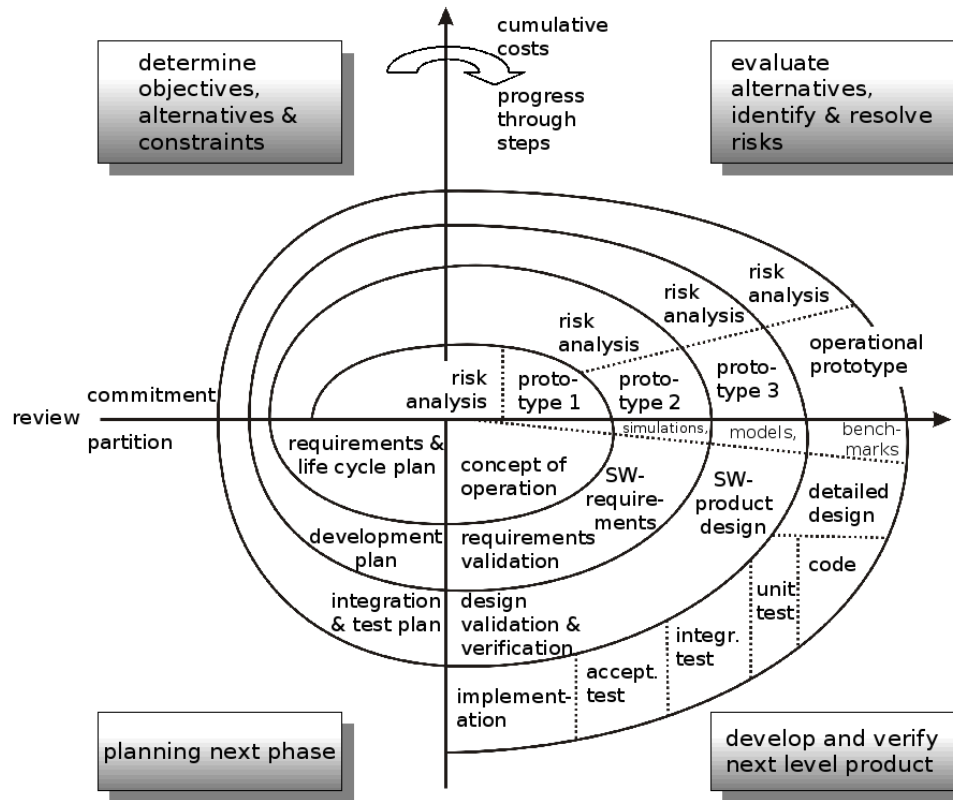 cumulative
costs
progress
through
steps
determine
objectives,
alternatives &
constraints
evaluate
alternatives,
identify & resolve
risks
risk
analysis
risk
analysis
risk
analysis
risk
analysis
proto-
type 1
proto-
type 2
proto-
type 3
operational
prototype
commitment
review
partition
simulations,
models,
bench-
marks
requirements &
life cycle plan
concept of
operation
SW-
require-
ments
SW-
product
design
detailed
design
development
plan
requirements
validation
code
unit
test
integration
& test plan
design
validation &
verification
integr.
test
accept.
test
implement-
ation
planning next phase
develop and verify
next level product